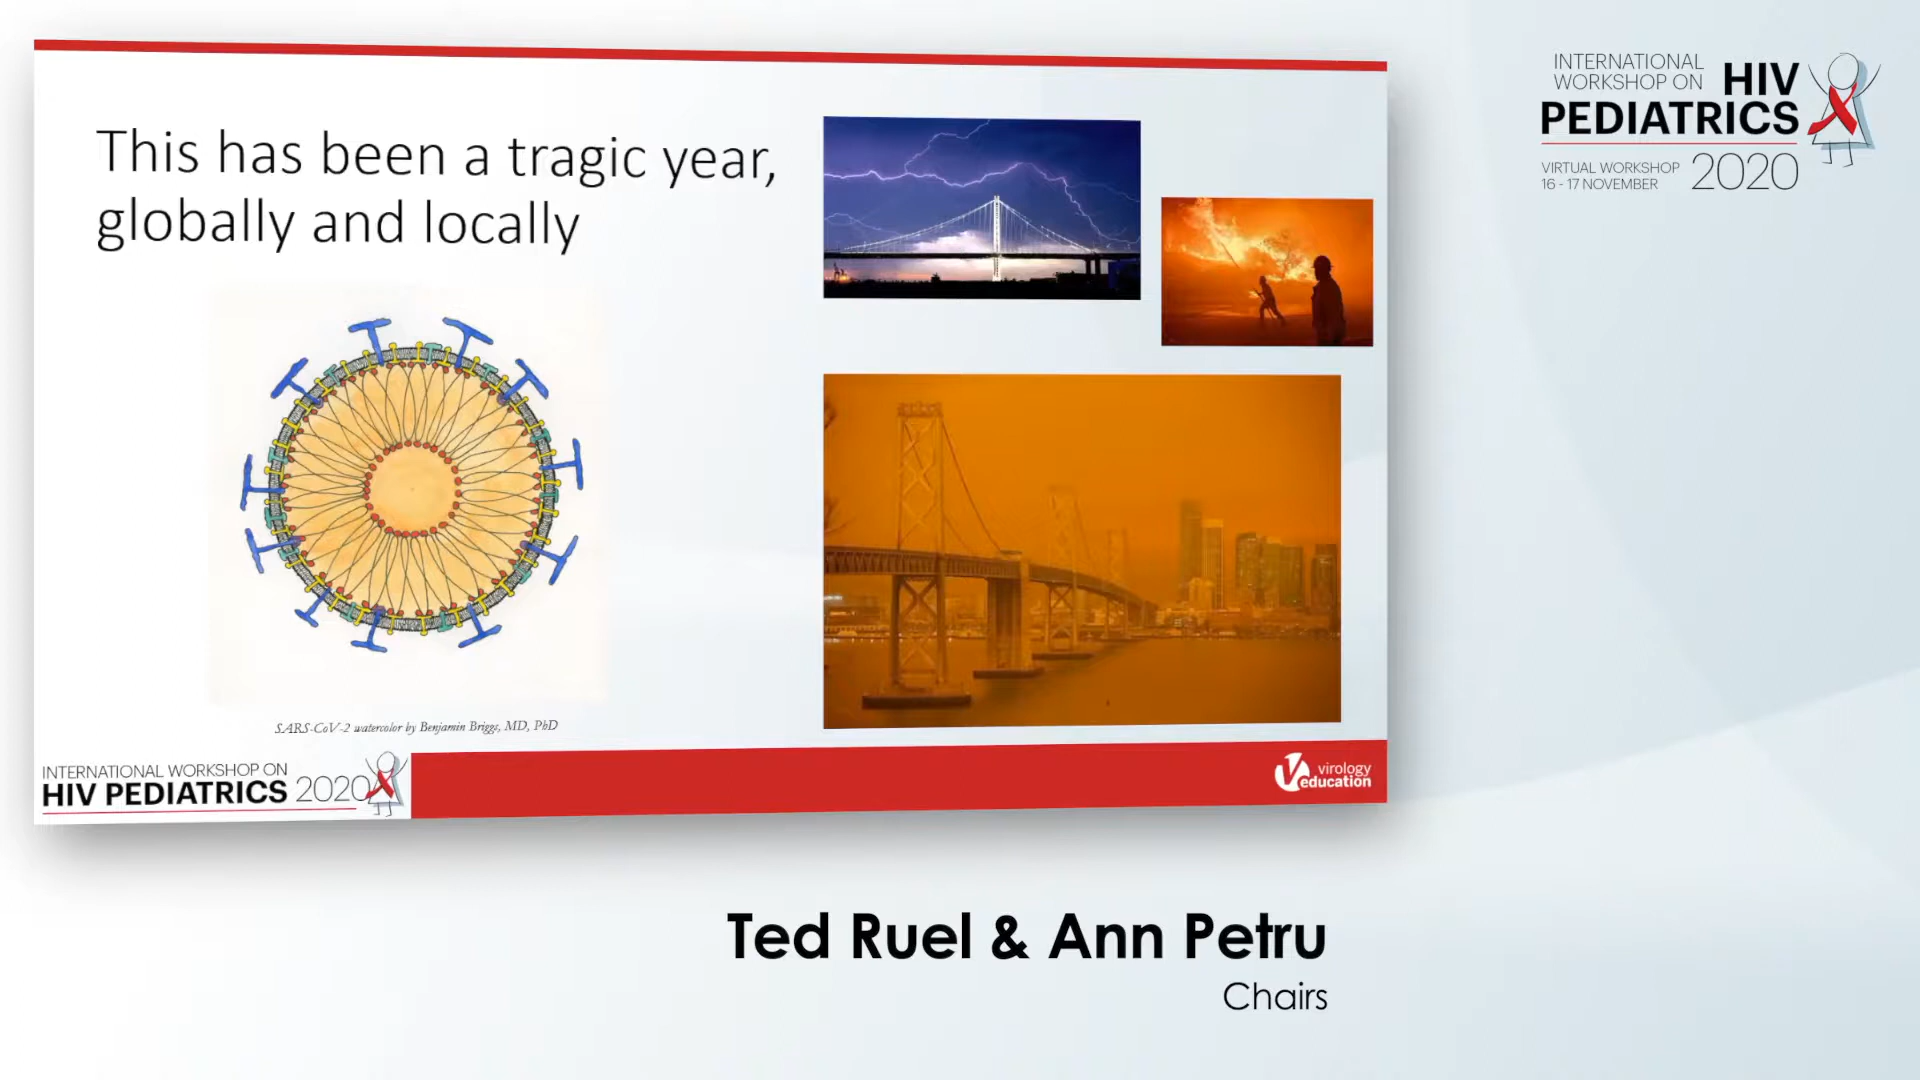 This has been a tragic year,
globally and locally
SARS-CoV-2 watercolor by Benjamin Briggs, MD, PhD
INTERNATIONAL WORKSHOP ON
HIV PEDIATRICS 2020
virology
education
INTERNATIONAL
WORKSHOP ON HIV
PEDIATRICS
VIRTUAL WORKSHOP
16 - 17 NOVEMBER 2020
Ted Ruel & Ann Petru
Chairs